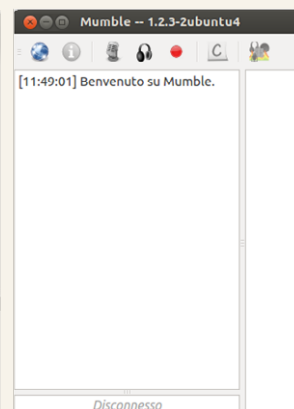 Mumble -- 1.2.3-2ubuntu4
C
[11:49:01] Benvenuto su Mumble.
Disconnesso